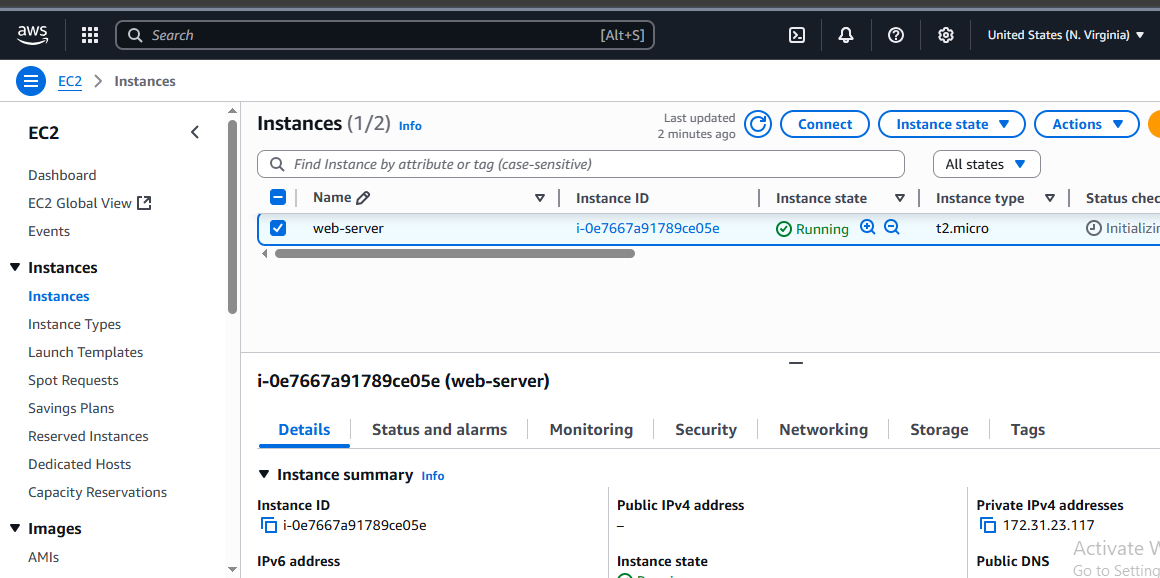 aws
Search [Alt+S]
United States (N. Virginia)
EC2 > Instances
EC2
Dashboard
EC2 Global View
Events
Instances
Instances
Instance Types
Launch Templates
Spot Requests
Savings Plans
Reserved Instances
Dedicated Hosts
Capacity Reservations
Images
AMIs
Instances (1/2) Info
Last updated
2 minutes ago
Connect
Instance state
Actions
Find Instance by attribute or tag (case-sensitive)
All states
Name Instance ID Instance state Instance type Status chec
web-server i-0e7667a91789ce05e Running t2.micro Initializin
i-0e7667a91789ce05e (web-server)
Details Status and alarms Monitoring Security Networking Storage Tags
Instance summary Info
Instance ID
i-0e7667a91789ce05e
IPv6 address
Public IPv4 address
–
Instance state
Private IPv4 addresses
172.31.23.117
Public DNS
Activate W
Go to Setting